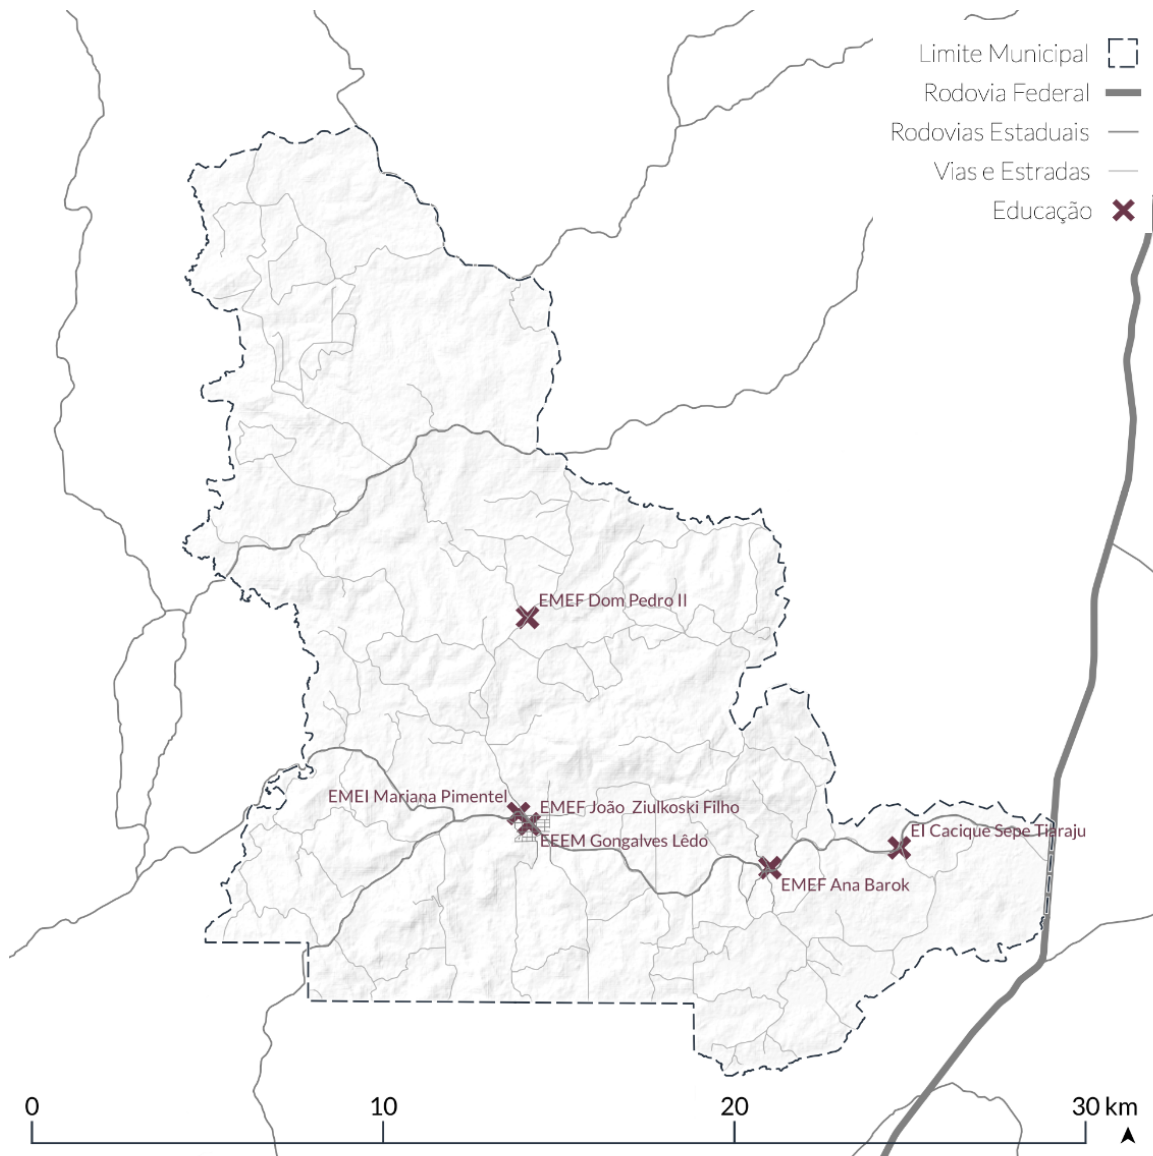 Limite Municipal
Rodovia Federal
Rodovias Estaduais
Vias e Estradas
Educação
EMEF Dom Pedro II
EMEI Mariana Pimentel
EMEF João Ziulkoski Filho
EEEM Gongalves Lêdo
EI Cacique Sepe Tiaraju
EMEF Ana Barok
0 10 20 30 km